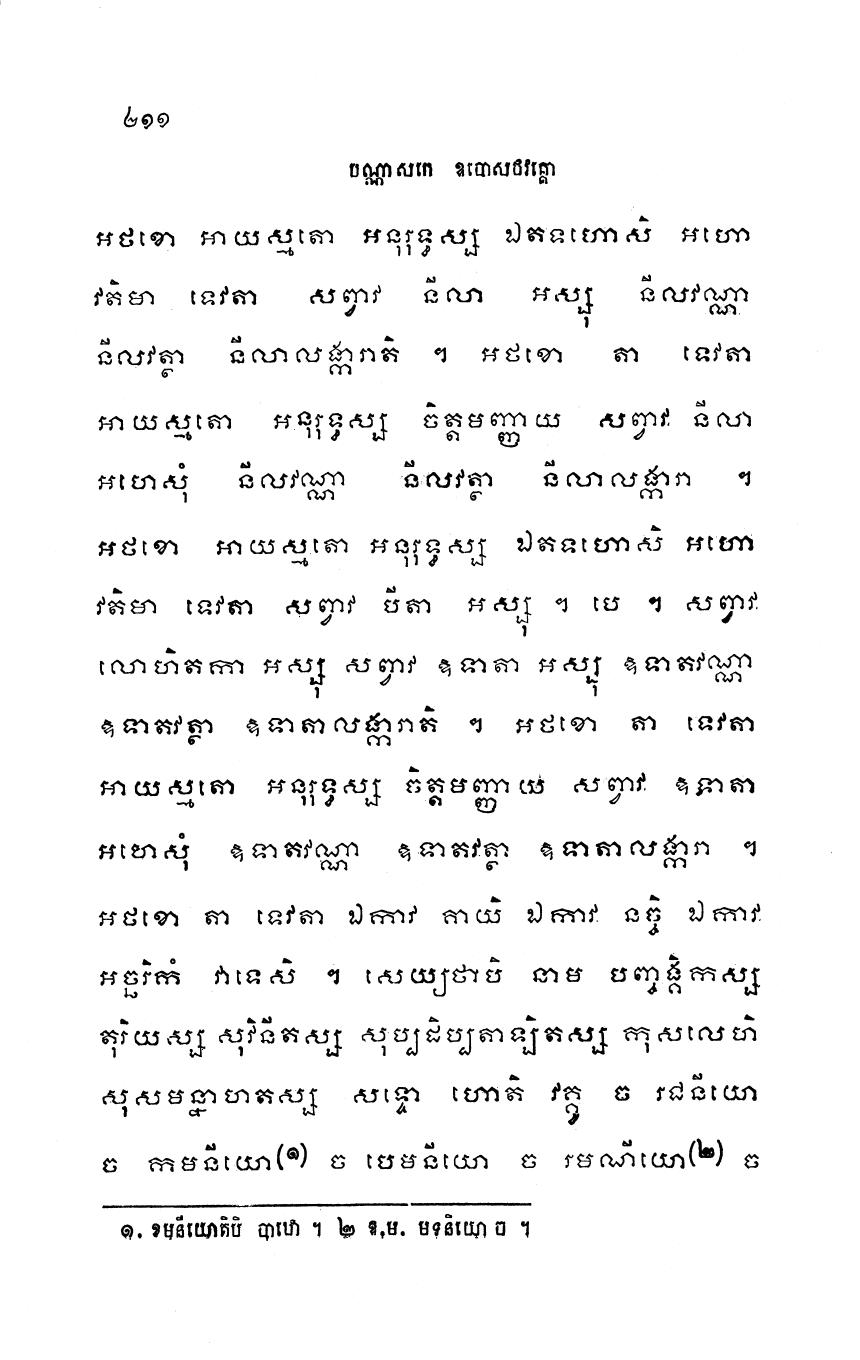 ៤១១
បណ្ណាសកេ ឧបោសថវគ្គោ
អថខោ អាយស្មតោ អនុរុទ្ធស្ស ឯតទហោសិ អហោ
វតិមា ទេវតា សព្វាវ នីលា អស្សុ នីលវណ្ណា
នីលវត្ថា នីលាលង្ការាតិ ។ អថខោ តា ទេវតា
អាយស្មតោ អនុរុទ្ធស្ស ចិត្តមញ្ញាយ សព្វាវ នីលា
អហេសុំ នីលវណ្ណា នីលវត្ថា នីលាលង្ការា ។
អថខោ អាយស្មតោ អនុរុទ្ធស្ស ឯតទហោសិ អហោ
វតិមា ទេវតា សព្វាវ បីតា អស្សុ ។ បេ ។ សព្វាវ
លោហិតកា អស្សុ សព្វាវ ឱទាតា អស្សុ ឱទាតវណ្ណា
ឱទាតវត្ថា ឱទាតាលង្ការាតិ ។ អថខោ តា ទេវតា
អាយស្មតោ អនុរុទ្ធស្ស ចិត្តមញ្ញាយ សព្វាវ ឱទាតា
អហេសុំ ឱទាតវណ្ណា ឱទាតវត្ថា ឱទាតាលង្ការា ។
អថខោ តា ទេវតា ឯកាវ គាយិ ឯកាវ នច្ចិ ឯកាវ
អច្ឆរិកំ វាទេសិ ។ សេយ្យថាបិ នាម បញ្ចង្គិកស្ស
តុរិយស្ស សុវិនីតស្ស សុប្បដិប្បតាឡិតស្ស កុសលេហិ
សុសមន្នាហតស្ស សទ្ទោ ហោតិ វគ្គូ ច រជនីយោ
ច កមនីយោ(១) ច បេមនីយោ ច រមណីយោ(២) ច
១. ខមនីយោតិបិ បាឋោ ។ ២ ឱ,ម. មទនិយោ ច ។